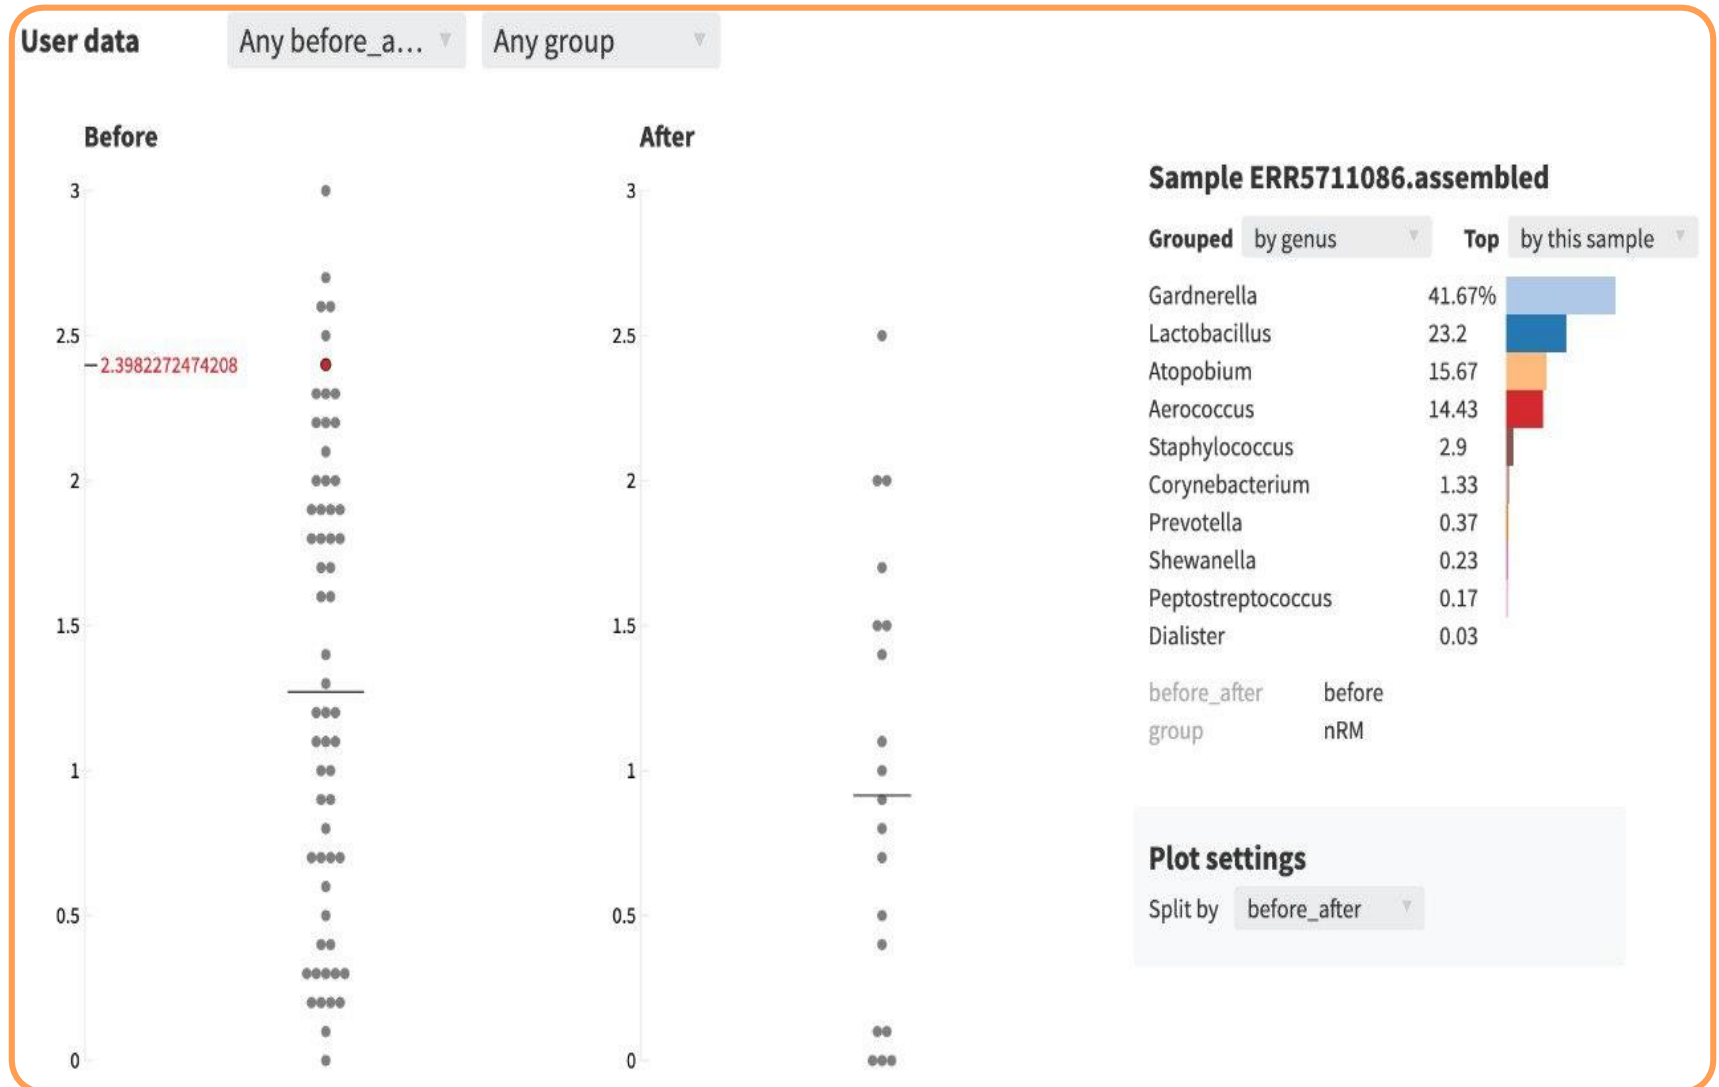 User data
Any before_a...
Any group
Before
3
2.5
2.3982272474208
2
1.5
1
0.5
0
After
3
2.5
2
1.5
1
0.5
0
Sample ERR5711086.assembled
Grouped by genus Top by this sample
Gardnerella 41.67%
Lactobacillus 23.2
Atopobium 15.67
Aerococcus 14.43
Staphylococcus 2.9
Corynebacterium 1.33
Prevotella 0.37
Shewanella 0.23
Peptostreptococcus 0.17
Dialister 0.03
before_after before
group nRM
Plot settings
Split by before_after